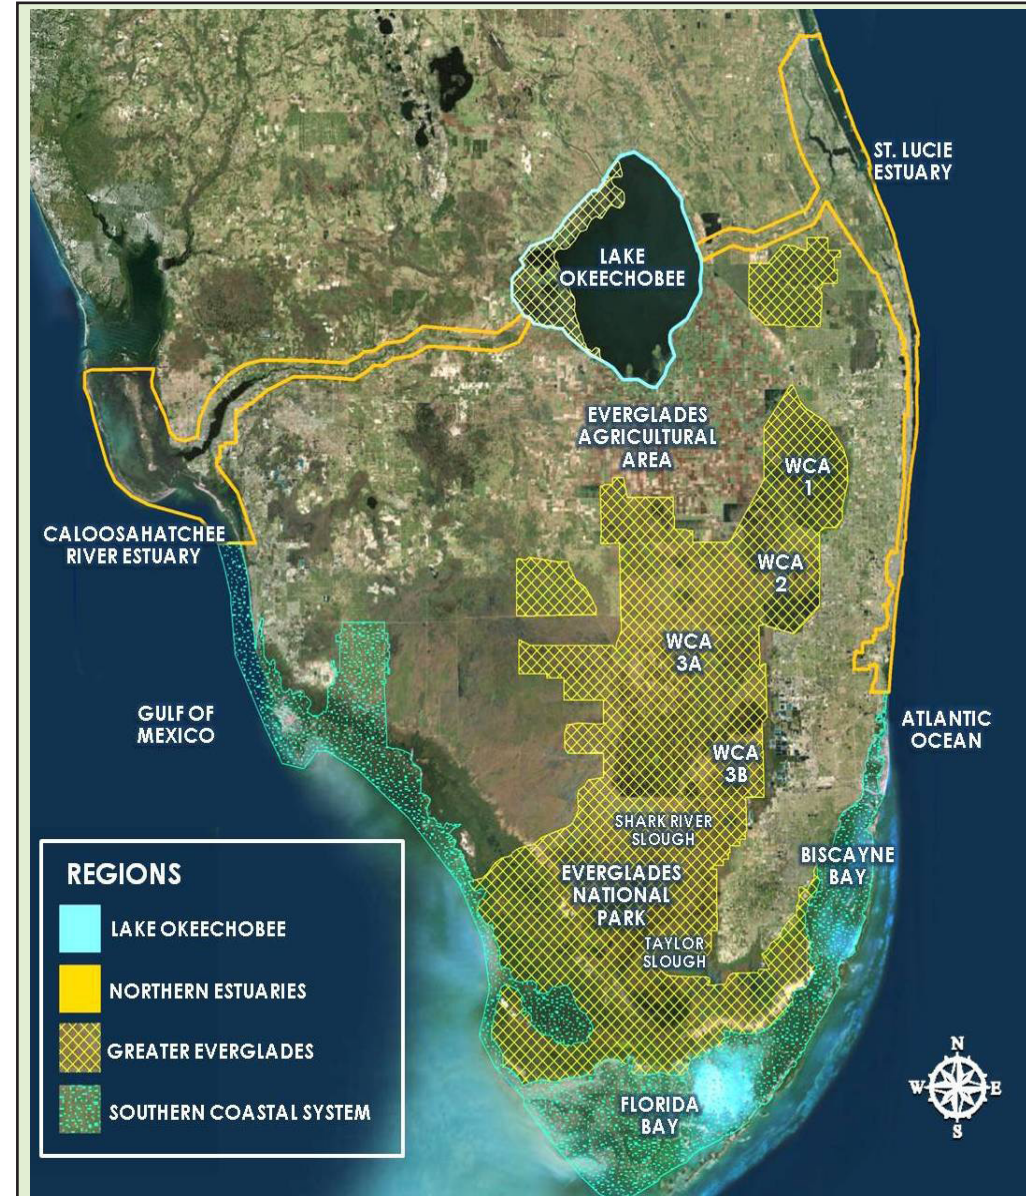 ST. LUCIE
ESTUARY
LAKE
OKEECHOBEE
EVERGLADES
AGRICULTURAL
AREA
WCA
1
CALOOSAHATCHEE
RIVER ESTUARY
WCA
2
WCA
3A
GULF OF
MEXICO
ATLANTIC
OCEAN
WCA
3B
SHARK RIVER
SLOUGH
BISCAYNE
BAY
EVERGLADES
NATIONAL
PARK
TAYLOR
SLOUGH
FLORIDA
BAY
REGIONS
LAKE OKEECHOBEE
NORTHERN ESTUARIES
GREATER EVERGLADES
SOUTHERN COASTAL SYSTEM
N
W E
S